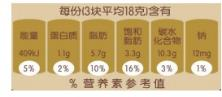 每份(3块平均18克)含有
能量 蛋白质 脂肪 饱和脂肪 碳水化合物 钠
409kJ 1.1g 5.7g 3.3g 10.3g 12mg
5% 2% 10% 16% 3% 1%
% 营养素参考值